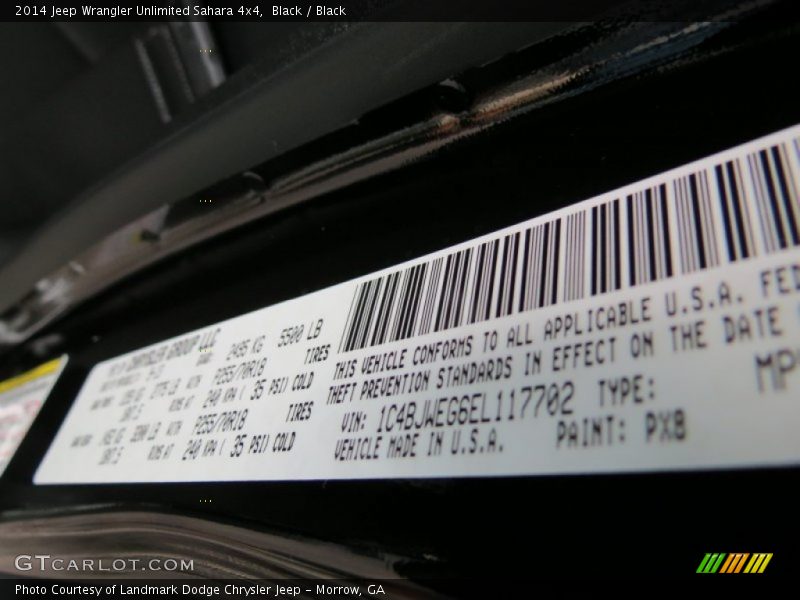 2014 Jeep Wrangler Unlimited Sahara 4x4, Black / Black
CHRYSLER GROUP LLC
2495 KG 5500 LB
TIRES
P255/70R18
240 KPA ( 35 PSI) COLD
TIRES
P255/70R18
240 KPA ( 35 PSI) COLD
THIS VEHICLE CONFORMS TO ALL APPLICABLE U.S.A. FED
THEFT PREVENTION STANDARDS IN EFFECT ON THE DATE
VIN: 1C4BJWEG6EL117702 TYPE: MP
VEHICLE MADE IN U.S.A. PAINT: PX8
GTCARLOT.COM
Photo Courtesy of Landmark Dodge Chrysler Jeep – Morrow, GA